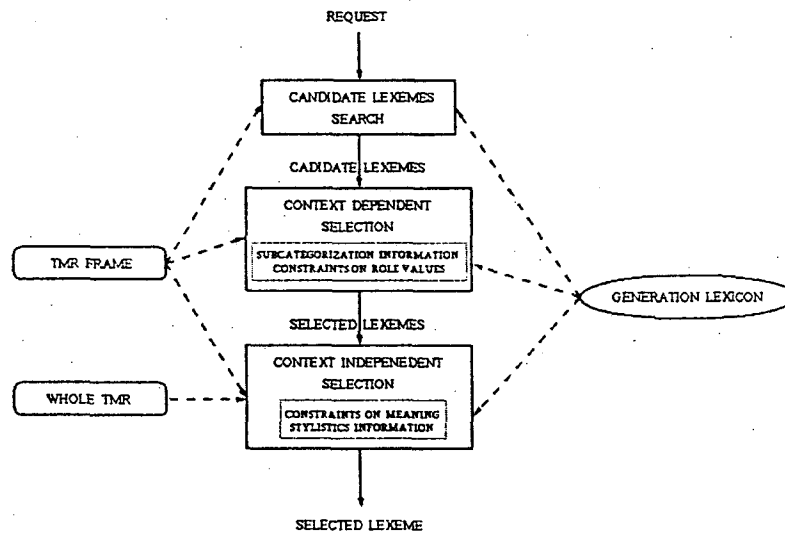 REQUEST
CANDIDATE LEXEMES
SEARCH
CADIDATE LEXEMES
CONTEXT DEPENDENT
SELECTION
SUBCATEGORIZATION INFORMATION
CONSTRAINTS ON ROLE VALUES
TMR FRAME
GENERATION LEXICON
SELECTED LEXEMES
CONTEXT INDEPENEDENT
SELECTION
WHOLE TMR
CONSTRAINTS ON MEANING
STYLISTICS INFORMATION
SELECTED LEXEME